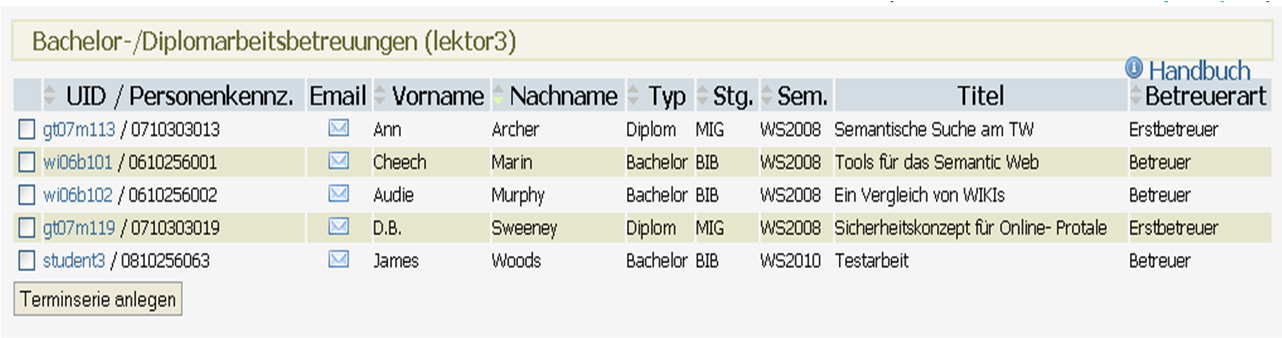 Bachelor-/Diplomarbeitsbetreuungen (lektor3)
Handbuch
UID / Personenkennz. Email Vorname Nachname Typ Stg. Sem. Titel Betreuerart
gt07m113 / 0710303013 Ann Archer Diplom MIG WS2008 Semantische Suche am TW Erstbetreuer
wi06b101 / 0610256001 Cheech Marin Bachelor BIB WS2008 Tools für das Semantic Web Betreuer
wi06b102 / 0610256002 Audie Murphy Bachelor BIB WS2008 Ein Vergleich von WIKIs Betreuer
gt07m119 / 0710303019 D.B. Sweeney Diplom MIG WS2008 Sicherheitskonzept für Online- Protale Erstbetreuer
student3 / 0810256063 James Woods Bachelor BIB WS2010 Testarbeit Betreuer
Terminserie anlegen